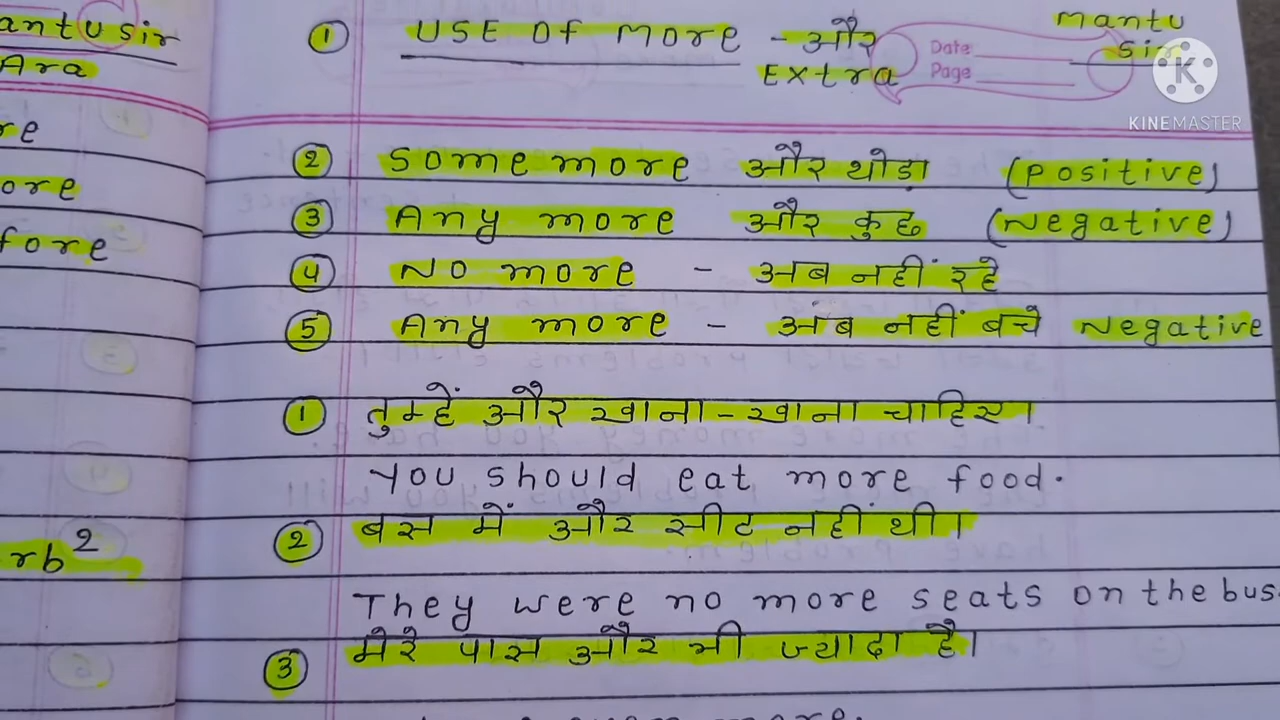 antu sir
Ara
re
ore
fore
rb²
① USE OF MORE - और
Extra
Mantu
Sir
Date
Page
KINEMASTER
② Some more और थोड़ा (Positive)
③ Any more और कुछ (Negative)
④ No more - अब नहीं रहे
⑤ Any more - अब नहीं बचे Negative
① तुम्हें और खाना-खाना चाहिए।
You should eat more food.
② बस में और सीट नहीं थी।
They were no more seats on the bus.
③ मेरे पास और भी ज्यादा है।
more.